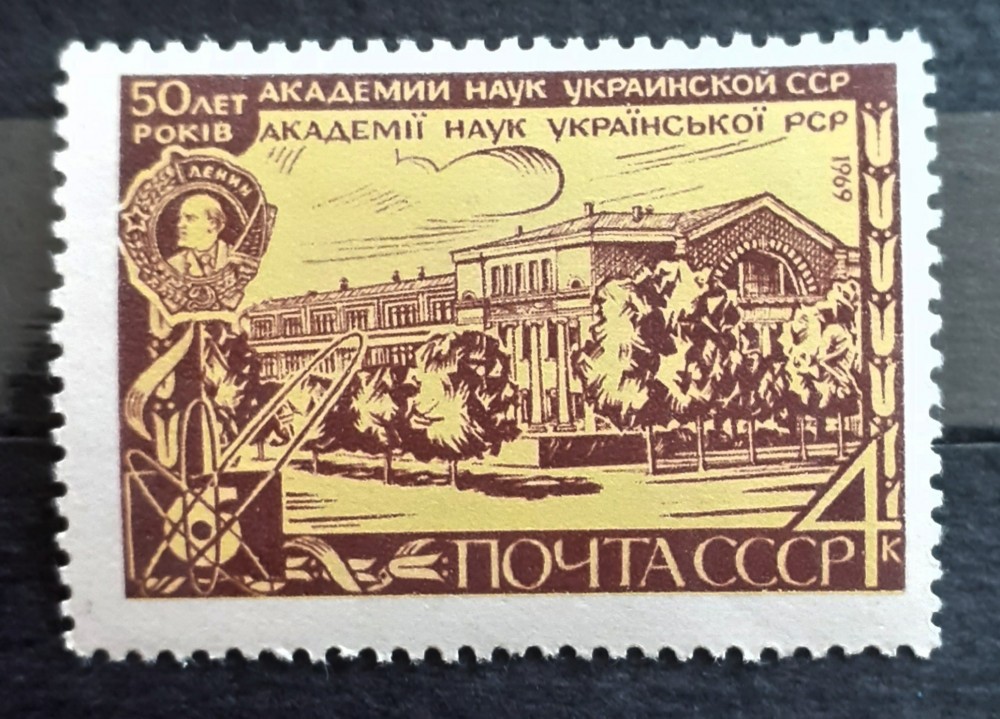 50 ЛЕТ АКАДЕМИИ НАУК УКРАИНСКОЙ ССР
РОКІВ АКАДЕМІЇ НАУК УКРАЇНСЬКОЇ РСР
1969
ЛЕНИН
4 К
ПОЧТА СССР